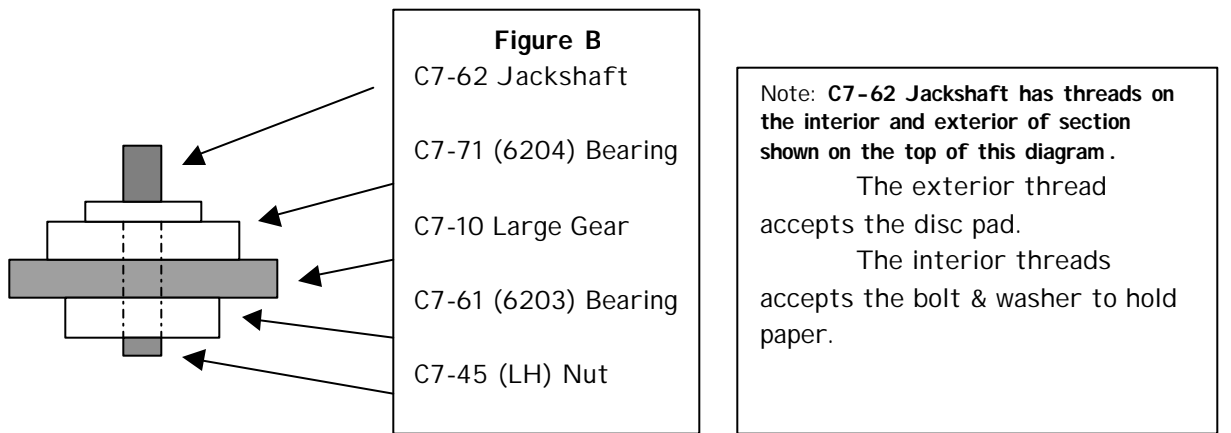 Figure B
C7-62 Jackshaft
C7-71 (6204) Bearing
C7-10 Large Gear
C7-61 (6203) Bearing
C7-45 (LH) Nut
Note: C7-62 Jackshaft has threads on
the interior and exterior of section
shown on the top of this diagram.
The exterior thread
accepts the disc pad.
The interior threads
accepts the bolt & washer to hold
paper.